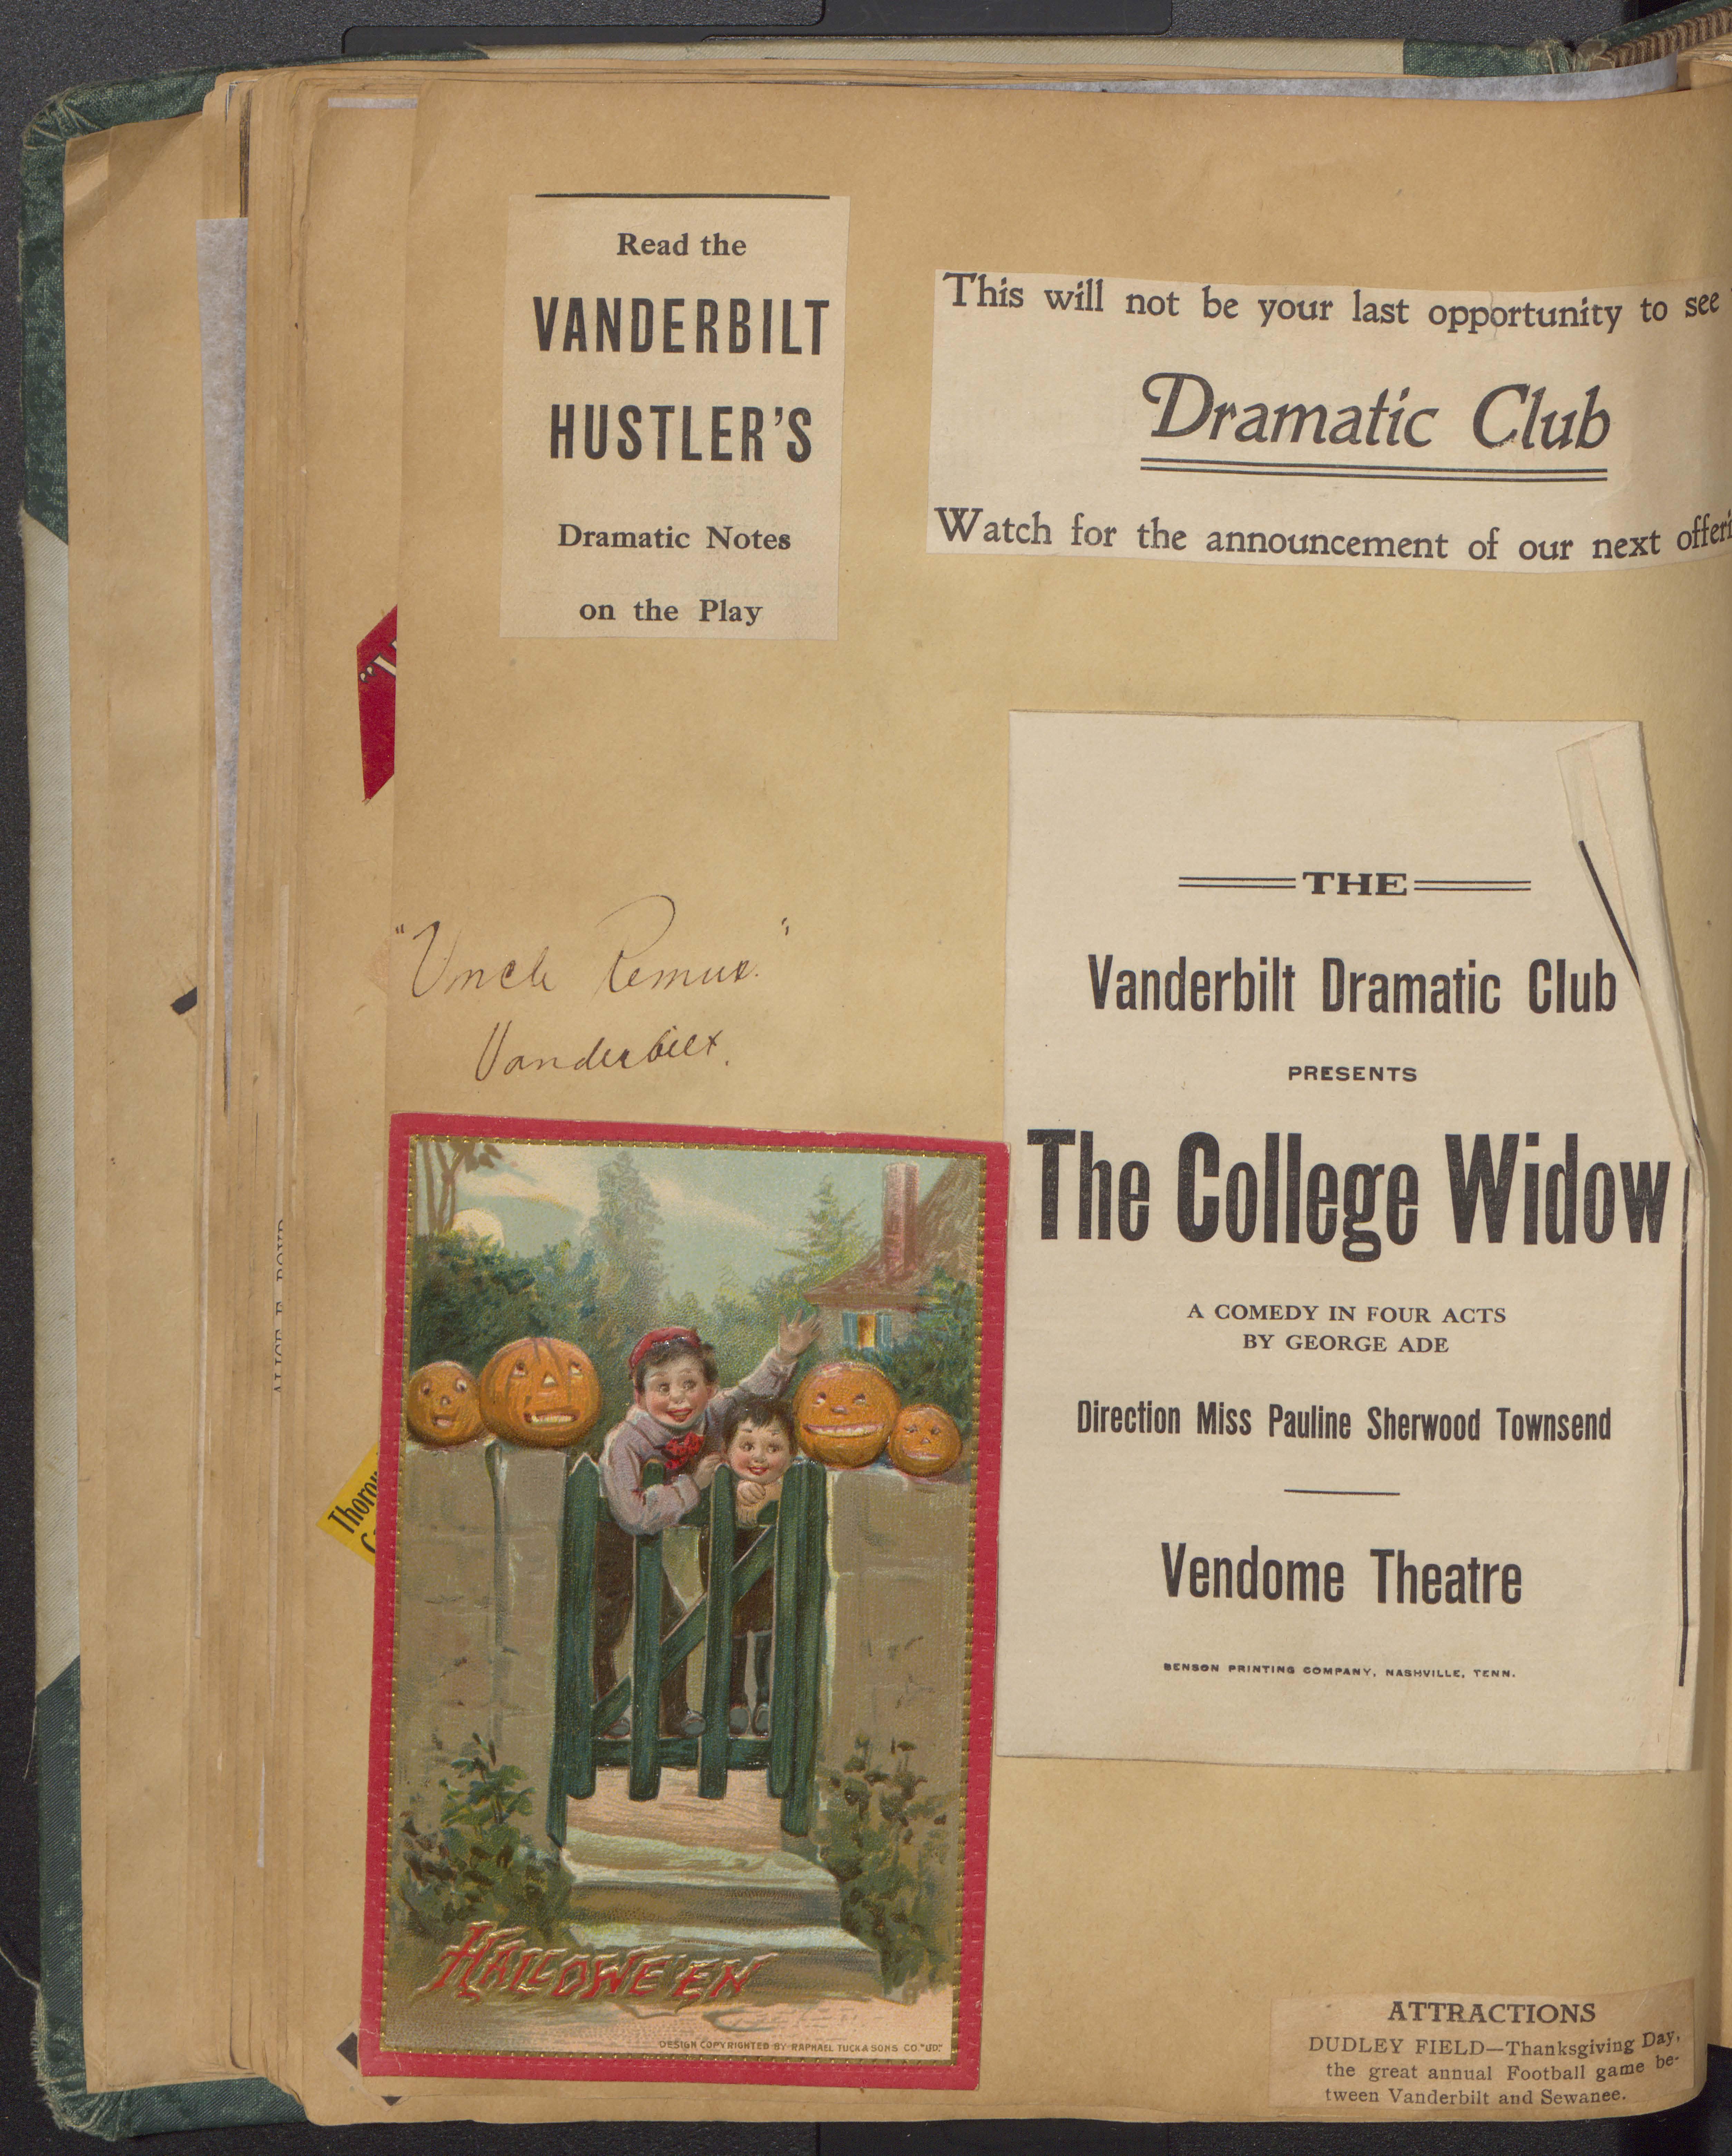 Read the
VANDERBILT
HUSTLER'S
Dramatic Notes
on the Play
This will not be your last opportunity to see
Dramatic Club
Watch for the announcement of our next offeri
"Uncle Remus."
Vanderbilt.
THE
Vanderbilt Dramatic Club
PRESENTS
The College Widow
A COMEDY IN FOUR ACTS
BY GEORGE ADE
Direction Miss Pauline Sherwood Townsend
Vendome Theatre
BENSON PRINTING COMPANY, NASHVILLE, TENN.
HALLOWE'EN
DESIGN COPYRIGHTED BY RAPHAEL TUCK & SONS CO. "LTD."
ATTRACTIONS
DUDLEY FIELD—Thanksgiving Day,
the great annual Football game be-
tween Vanderbilt and Sewanee.